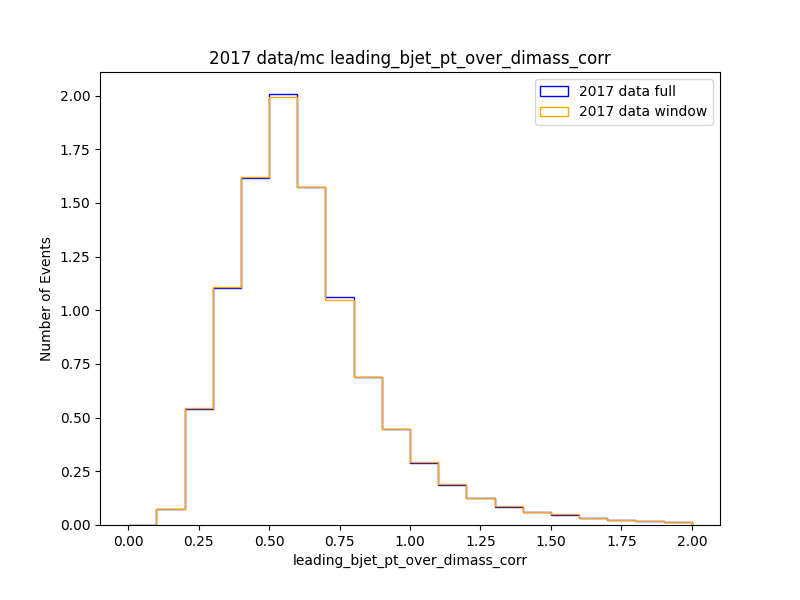 2017 data/mc leading_bjet_pt_over_dimass_corr
2017 data full
2017 data window
Number of Events
2.00
1.75
1.50
1.25
1.00
0.75
0.50
0.25
0.00
0.00 0.25 0.50 0.75 1.00 1.25 1.50 1.75 2.00
leading_bjet_pt_over_dimass_corr